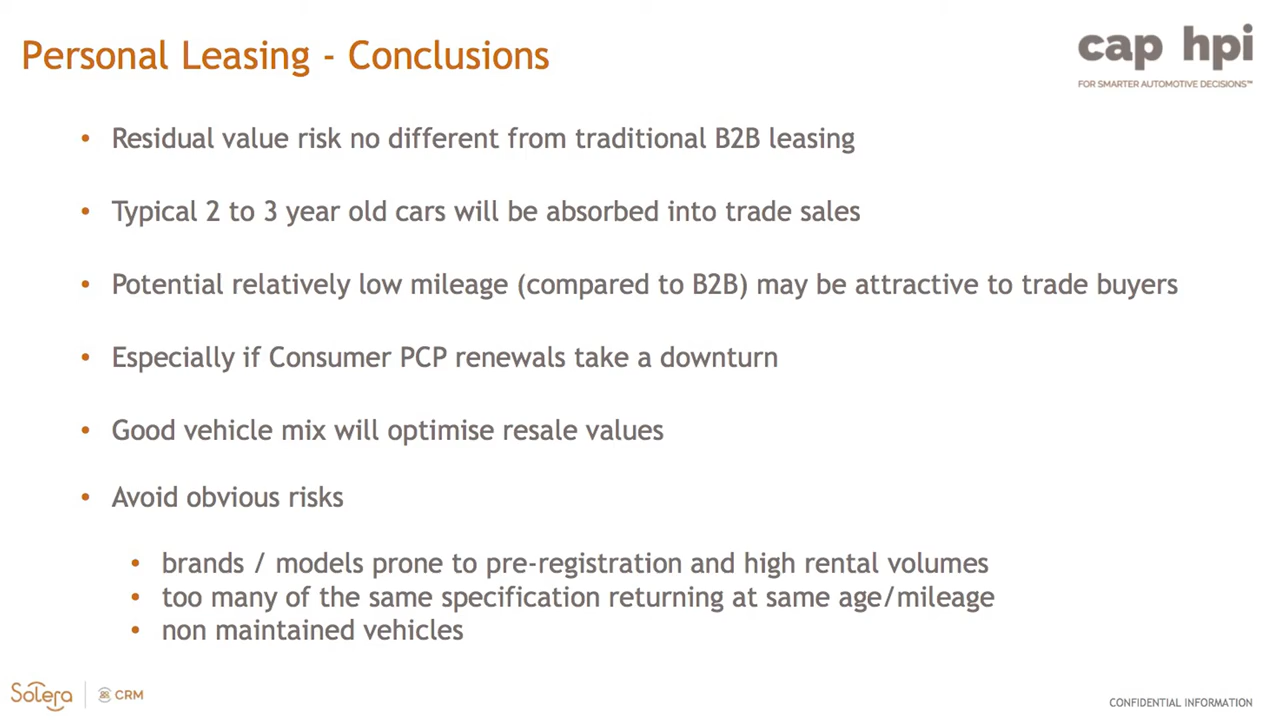 Personal Leasing - Conclusions
cap hpi
FOR SMARTER AUTOMOTIVE DECISIONS™
• Residual value risk no different from traditional B2B leasing
• Typical 2 to 3 year old cars will be absorbed into trade sales
• Potential relatively low mileage (compared to B2B) may be attractive to trade buyers
• Especially if Consumer PCP renewals take a downturn
• Good vehicle mix will optimise resale values
• Avoid obvious risks
• brands / models prone to pre-registration and high rental volumes
• too many of the same specification returning at same age/mileage
• non maintained vehicles
Solera
CRM
CONFIDENTIAL INFORMATION